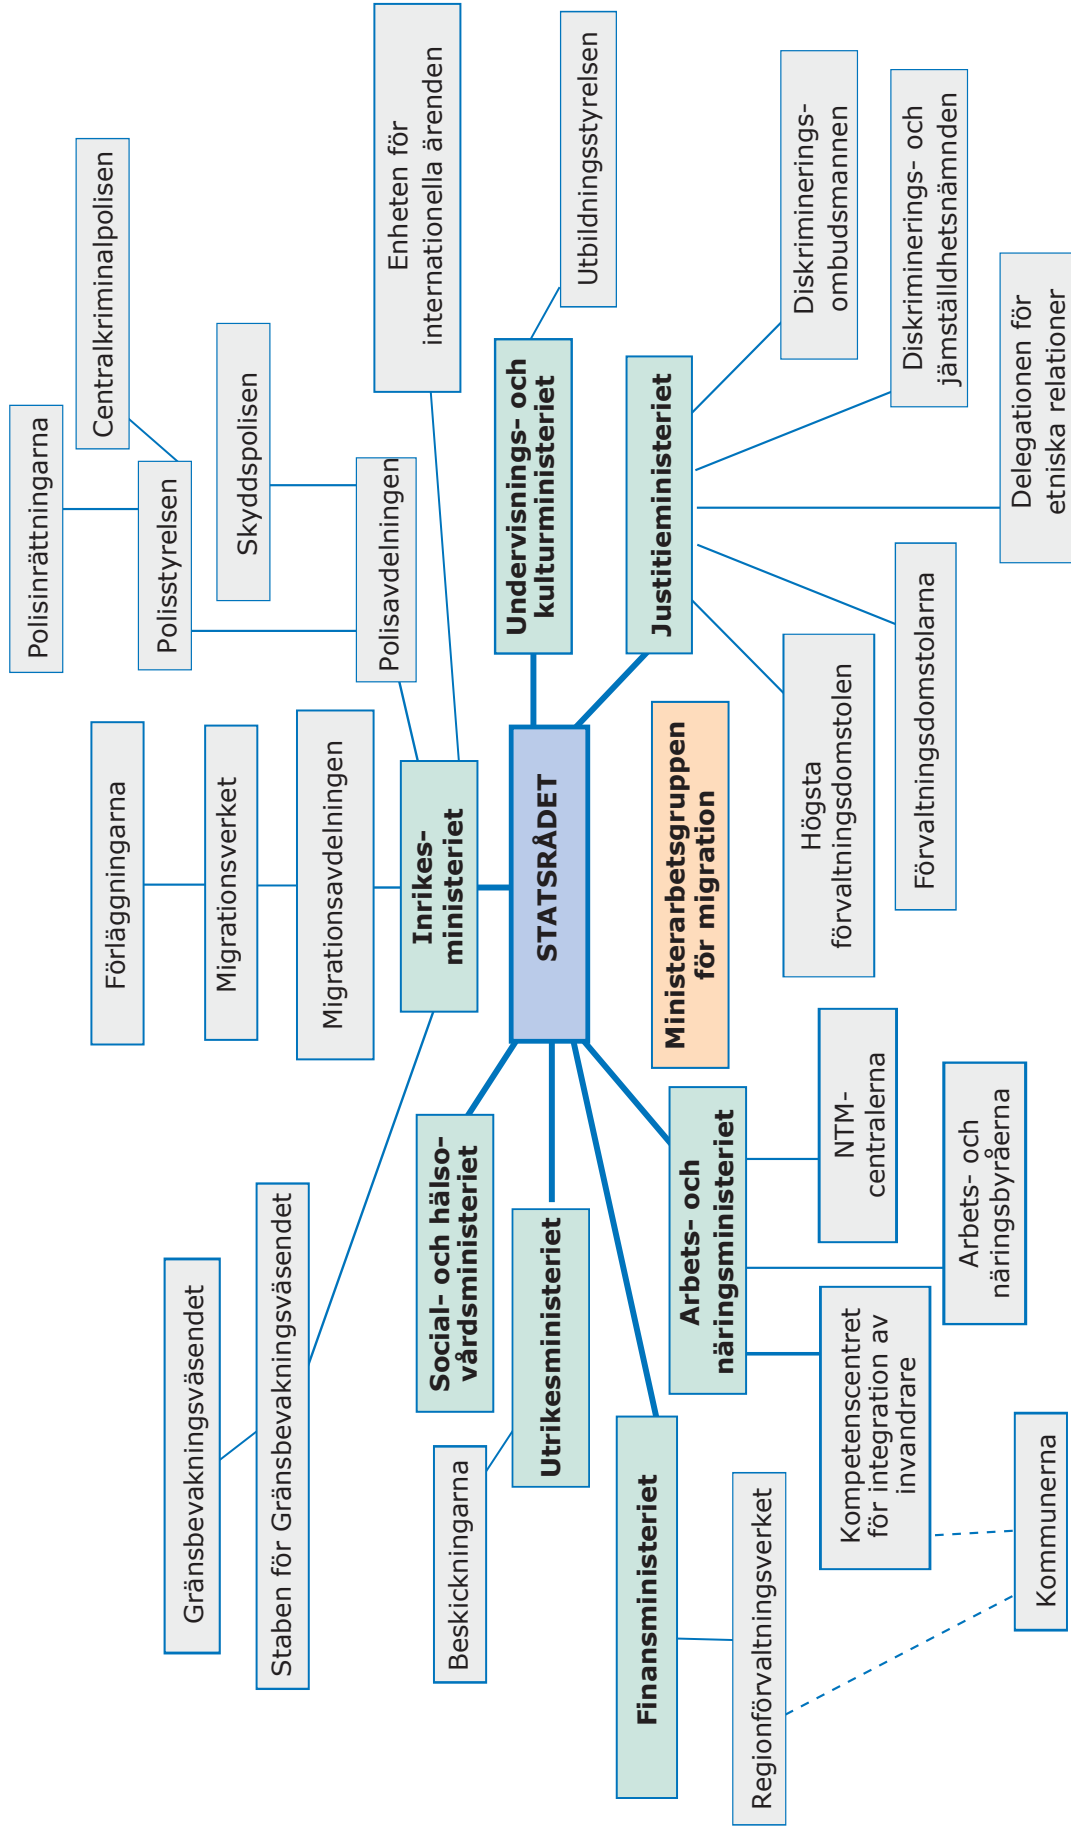 Förläggningarna
Polisinrättningarna
Centralkriminalpolisen
Gränsbevakningsväsendet
Migrationsverket
Polisstyrelsen
Skyddspolisen
Staben för Gränsbevakningsväsendet
Migrationsavdelningen
Polisavdelningen
Enheten för
internationella ärenden
Inrikes-
ministeriet
Social- och hälso-
vårdsministeriet
Beskickningarna
Utrikesministeriet
STATSRÅDET
Undervisnings- och
kulturministeriet
Utbildningsstyrelsen
Finansministeriet
Arbets- och
näringsministeriet
Ministerarbetsgruppen
för migration
Justitieministeriet
Regionförvaltningsverket
Kompetenscentret
för integration av
invandrare
NTM-
centralerna
Högsta
förvaltningsdomstolen
Diskriminerings-
ombudsmannen
Förvaltningsdomstolarna
Diskriminerings- och
jämställdhetsnämnden
Arbets- och
näringsbyråerna
Kommunerna
Delegationen för
etniska relationer